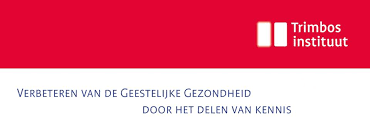 Trimbos
instituut
VERBETEREN VAN DE GEESTELIJKE GEZONDHEID
DOOR HET DELEN VAN KENNIS